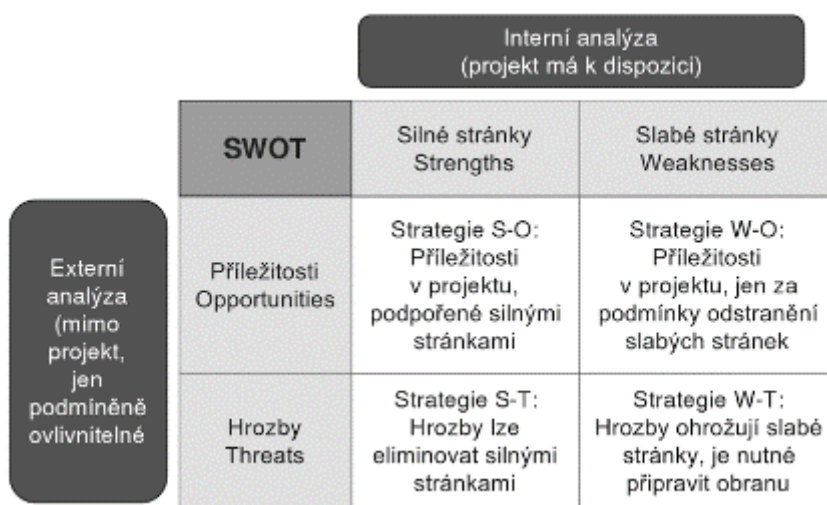 Interní analýza
(projekt má k dispozici)
SWOT
Silné stránky
Strengths
Slabé stránky
Weaknesses
Externí
analýza
(mimo
projekt,
jen
podmíněně
ovlivnitelné
Příležitosti
Opportunities
Strategie S-O:
Příležitosti
v projektu,
podpořené silnými
stránkami
Strategie W-O:
Příležitosti
v projektu, jen za
podmínky odstranění
slabých stránek
Hrozby
Threats
Strategie S-T:
Hrozby lze
eliminovat silnými
stránkami
Strategie W-T:
Hrozby ohrožují slabé
stránky, je nutné
připravit obranu